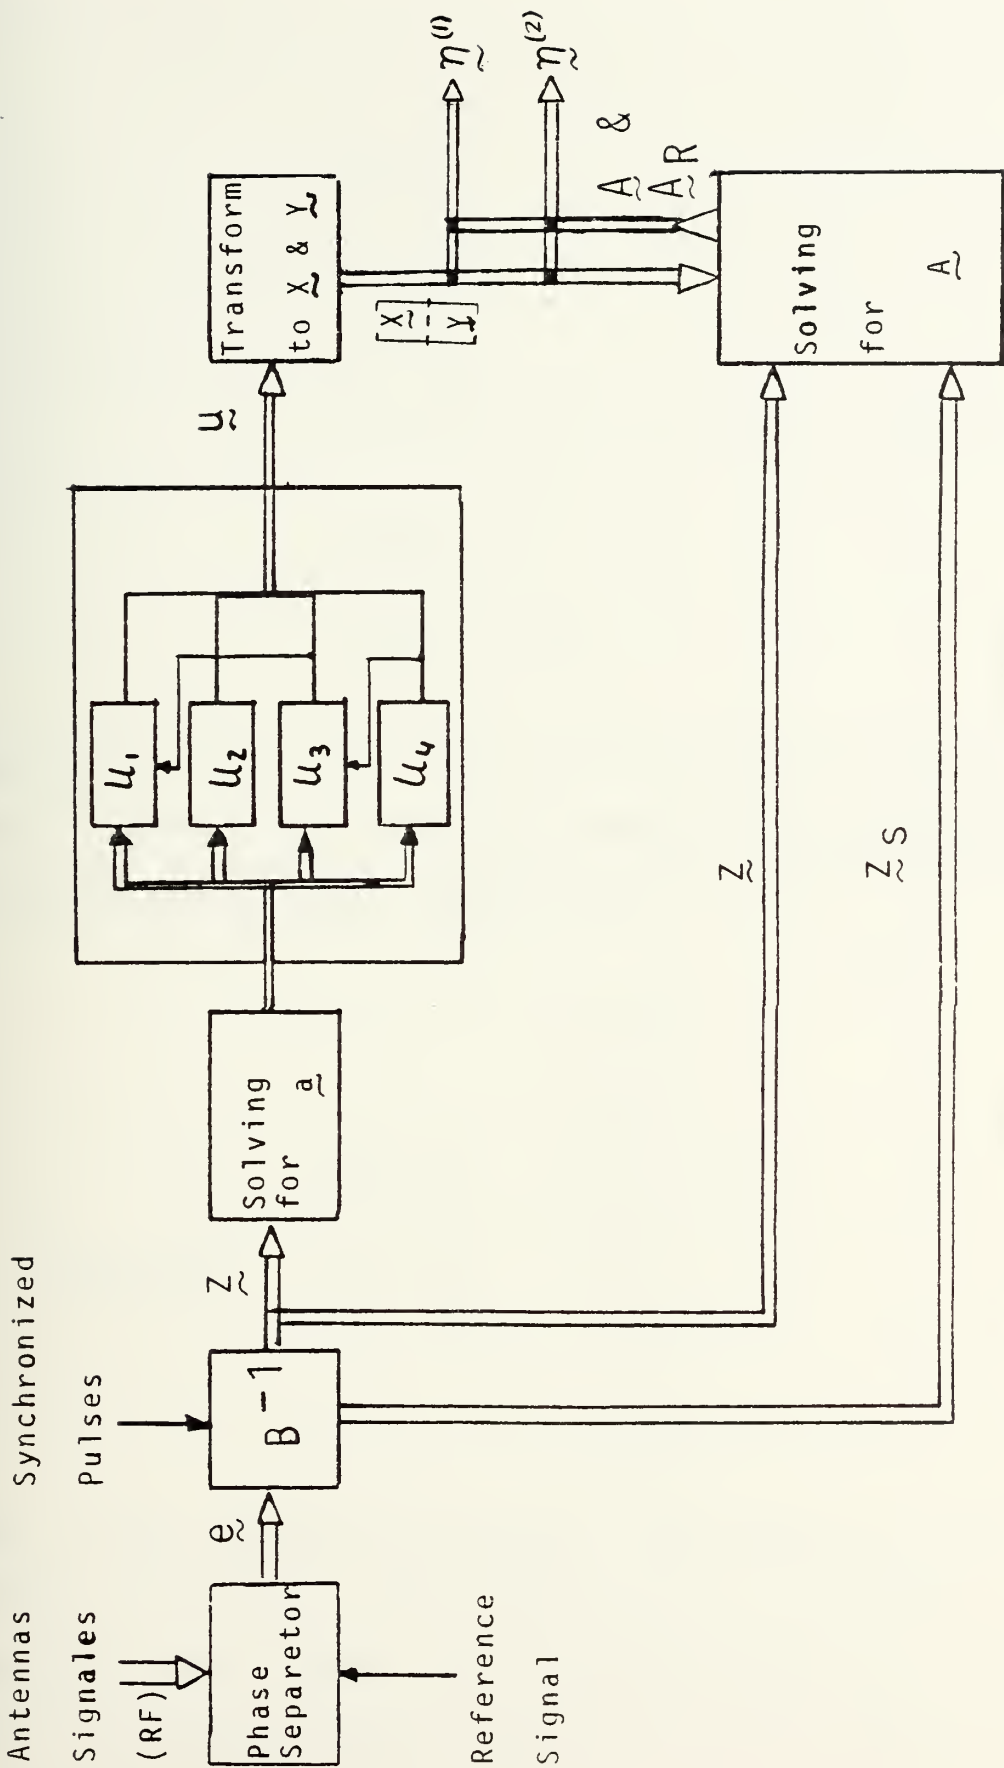 Antennas
Signales
(RF)
Synchronized
Pulses
Phase
Separetor
Reference
Signal
ḛ
B⁻¹
Z̰
Solving
for a̰
u₁
u₂
u₃
u₄
ṵ
Transform
to X̰ & Y̰
[X̰ - Y̰]
η̰⁽¹⁾
η̰⁽²⁾
Ḁ &
Ḁ R
Z̰
Z̰ S
Solving
for Ḁ